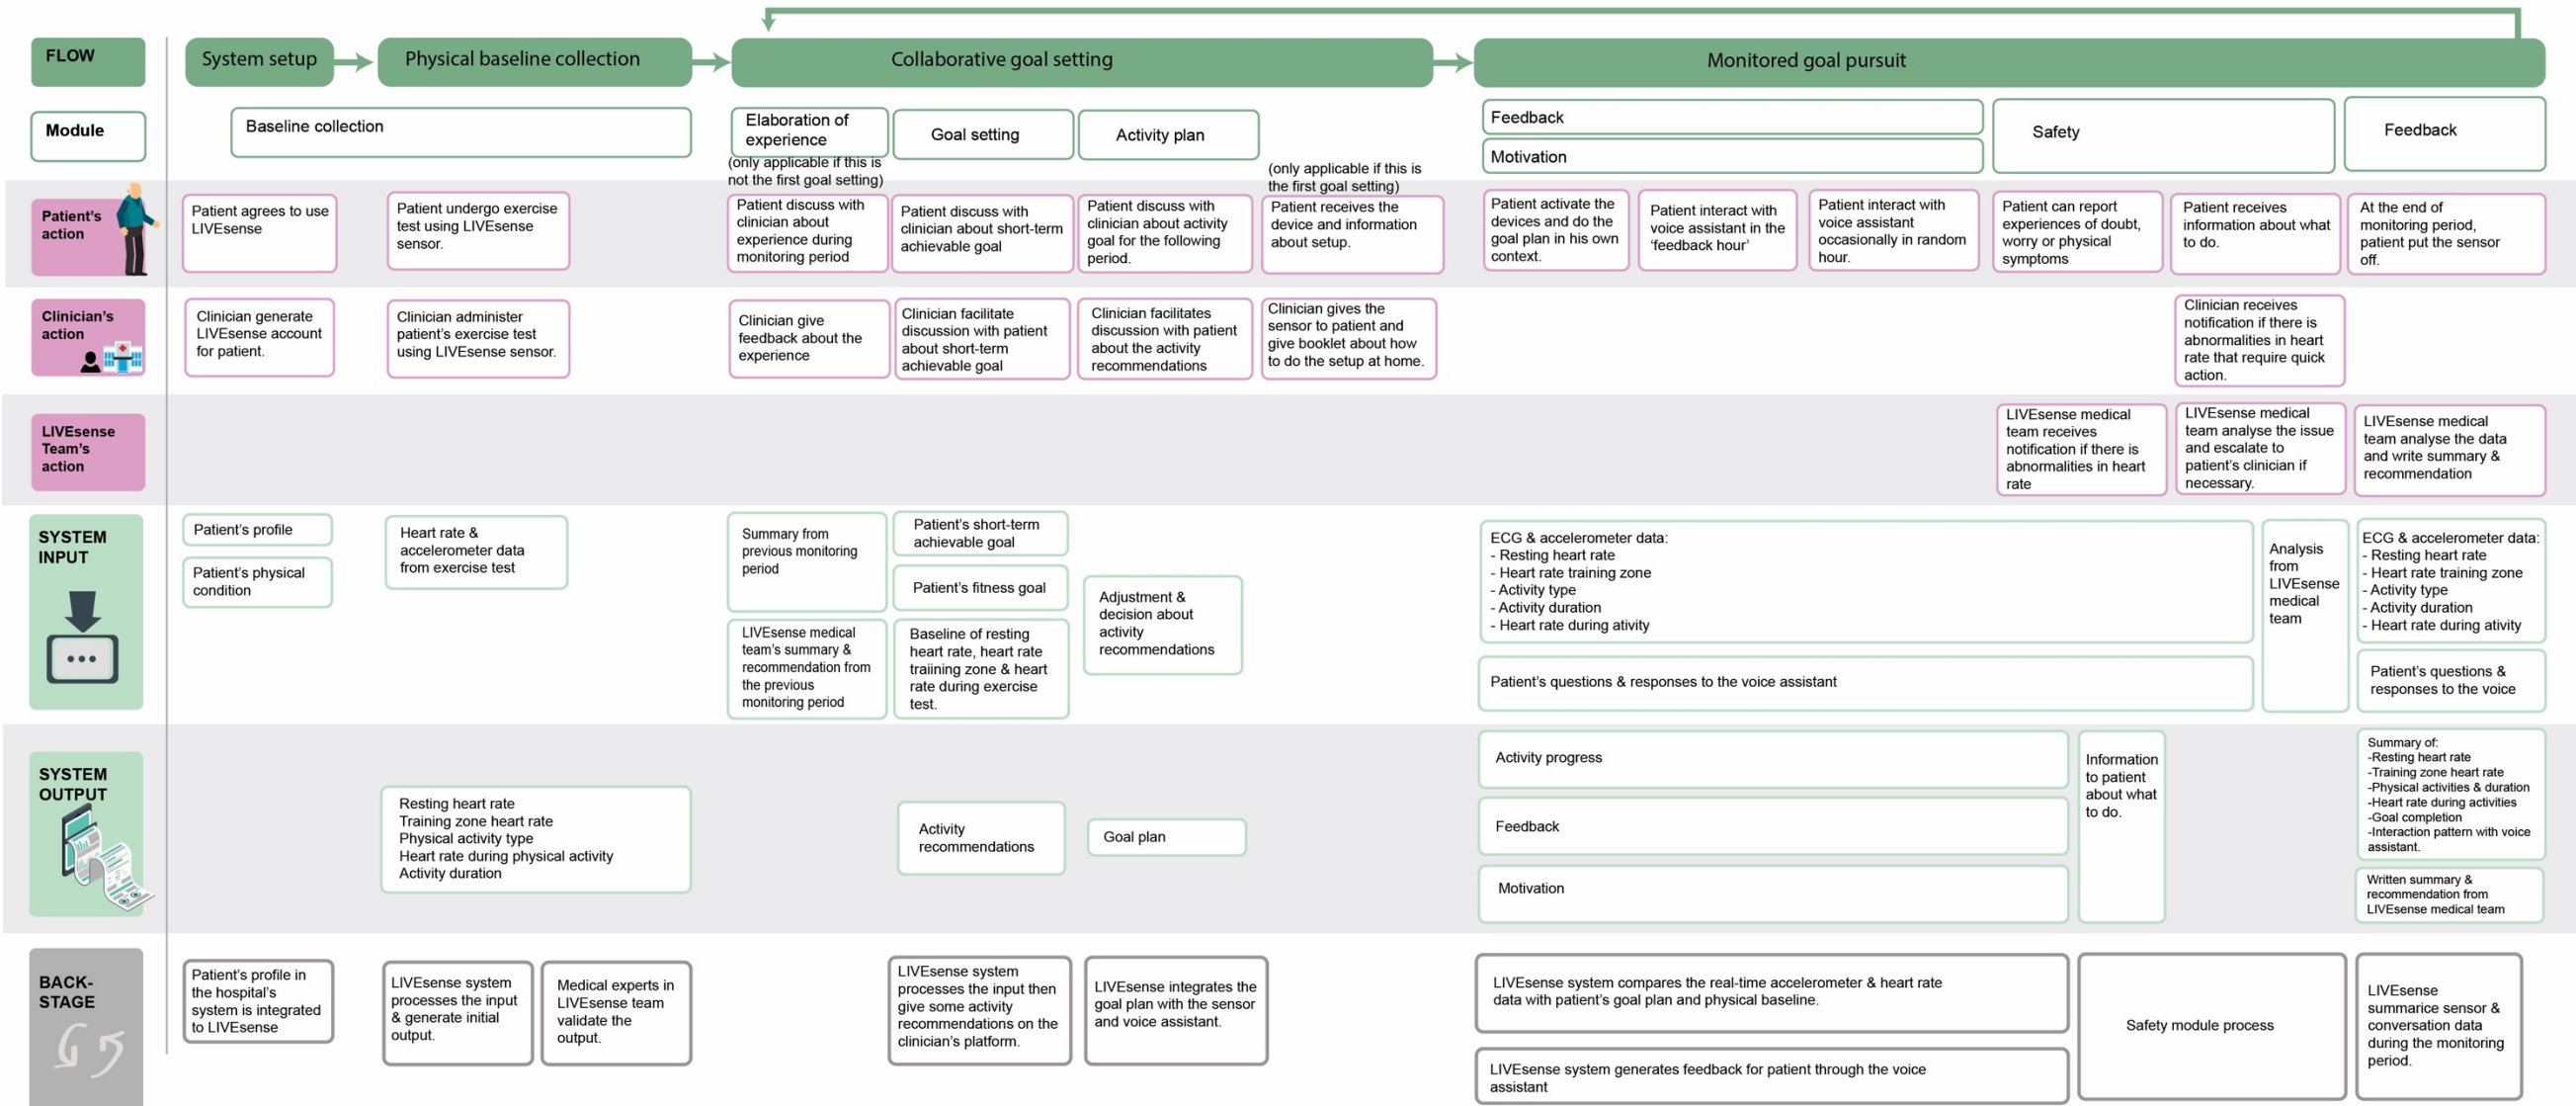 FLOW
System setup
Physical baseline collection
Collaborative goal setting
Monitored goal pursuit
Module
Baseline collection
Elaboration of
experience
(only applicable if this is
not the first goal setting)
Goal setting
Activity plan
(only applicable if this is
the first goal setting)
Feedback
Motivation
Safety
Feedback
Patient's
action
Patient agrees to use
LIVEsense
Patient undergo exercise
test using LIVEsense
sensor.
Patient discuss with
clinician about
experience during
monitoring period
Patient discuss with
clinician about short-term
achievable goal
Patient discuss with
clinician about activity
goal for the following
period.
Patient receives the
device and information
about setup.
Patient activate the
devices and do the
goal plan in his own
context.
Patient interact with
voice assistant in the
'feedback hour'
Patient interact with
voice assistant
occasionally in random
hour.
Patient can report
experiences of doubt,
worry or physical
symptoms
Patient receives
information about what
to do.
At the end of
monitoring period,
patient put the sensor
off.
Clinician's
action
Clinician generate
LIVEsense account
for patient.
Clinician administer
patient's exercise test
using LIVEsense sensor.
Clinician give
feedback about the
experience
Clinician facilitate
discussion with patient
about short-term
achievable goal
Clinician facilitates
discussion with patient
about the activity
recommendations
Clinician gives the
sensor to patient and
give booklet about how
to do the setup at home.
Clinician receives
notification if there is
abnormalities in heart
rate that require quick
action.
LIVEsense
Team's
action
LIVEsense medical
team receives
notification if there is
abnormalities in heart
rate
LIVEsense medical
team analyse the issue
and escalate to
patient's clinician if
necessary.
LIVEsense medical
team analyse the data
and write summary &
recommendation
SYSTEM
INPUT
Patient's profile
Patient's physical
condition
Heart rate &
accelerometer data
from exercise test
Summary from
previous monitoring
period
LIVEsense medical
team's summary &
recommendation from
the previous
monitoring period
Patient's short-term
achievable goal
Patient's fitness goal
Baseline of resting
heart rate, heart rate
traiining zone & heart
rate during exercise
test.
Adjustment &
decision about
activity
recommendations
ECG & accelerometer data:
- Resting heart rate
- Heart rate training zone
- Activity type
- Activity duration
- Heart rate during ativity
Patient's questions & responses to the voice assistant
Analysis
from
LIVEsense
medical
team
ECG & accelerometer data:
- Resting heart rate
- Heart rate training zone
- Activity type
- Activity duration
- Heart rate during ativity
Patient's questions &
responses to the voice
SYSTEM
OUTPUT
Resting heart rate
Training zone heart rate
Physical activity type
Heart rate during physical activity
Activity duration
Activity
recommendations
Goal plan
Activity progress
Feedback
Motivation
Information
to patient
about what
to do.
Summary of:
-Resting heart rate
-Training zone heart rate
-Physical activities & duration
-Heart rate during activities
-Goal completion
-Interaction pattern with voice
assistant.
Written summary &
recommendation from
LIVEsense medical team
BACK-
STAGE
Patient's profile in
the hospital's
system is integrated
to LIVEsense
LIVEsense system
processes the input
& generate initial
output.
Medical experts in
LIVEsense team
validate the
output.
LIVEsense system
processes the input then
give some activity
recommendations on the
clinician's platform.
LIVEsense integrates the
goal plan with the sensor
and voice assistant.
LIVEsense system compares the real-time accelerometer & heart rate
data with patient's goal plan and physical baseline.
LIVEsense system generates feedback for patient through the voice
assistant
Safety module process
LIVEsense
summarice sensor &
conversation data
during the monitoring
period.